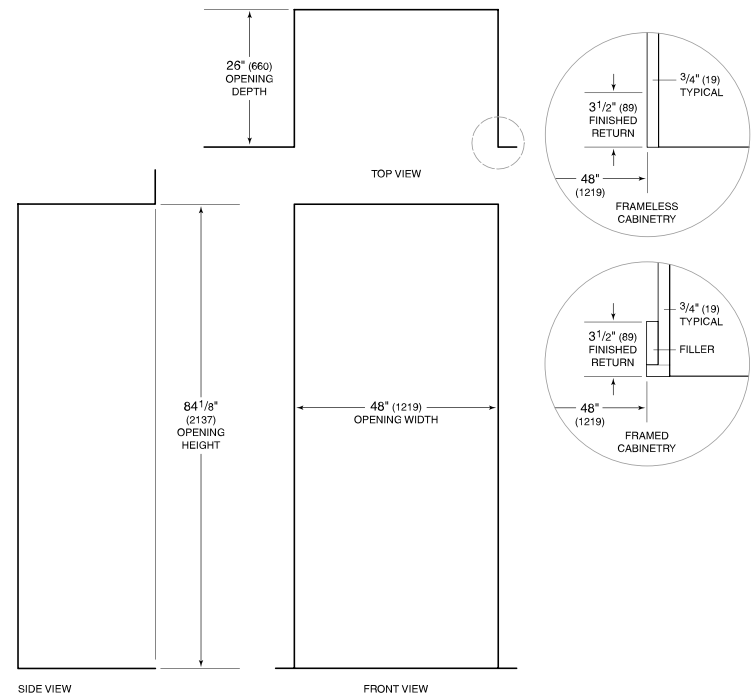 26" (660)
OPENING
DEPTH
TOP VIEW
3/4" (19)
TYPICAL
3 1/2" (89)
FINISHED
RETURN
48"
(1219)
FRAMELESS
CABINETRY
3/4" (19)
TYPICAL
3 1/2" (89)
FINISHED
RETURN
FILLER
48"
(1219)
FRAMED
CABINETRY
84 1/8"
(2137)
OPENING
HEIGHT
48" (1219)
OPENING WIDTH
SIDE VIEW
FRONT VIEW